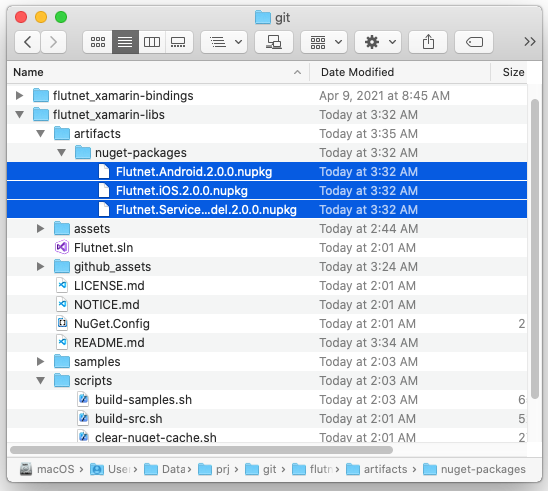 git
Name Date Modified Size
flutnet_xamarin-bindings Apr 9, 2021 at 8:45 AM
flutnet_xamarin-libs Today at 3:32 AM
artifacts Today at 3:35 AM
nuget-packages Today at 3:32 AM
Flutnet.Android.2.0.0.nupkg Today at 3:32 AM
Flutnet.iOS.2.0.0.nupkg Today at 3:32 AM
Flutnet.Service...del.2.0.0.nupkg Today at 3:32 AM
assets Today at 2:44 AM
Flutnet.sln Today at 2:01 AM
github_assets Today at 3:24 AM
LICENSE.md Today at 2:01 AM
NOTICE.md Today at 2:01 AM
NuGet.Config Today at 2:01 AM 2
README.md Today at 3:34 AM
samples Today at 2:03 AM
scripts Today at 2:03 AM
build-samples.sh Today at 2:03 AM 6
build-src.sh Today at 2:01 AM 5
clear-nuget-cache.sh Today at 2:01 AM 2
macOS › User › Data › prj › git › flutn › artifacts › nuget-packages